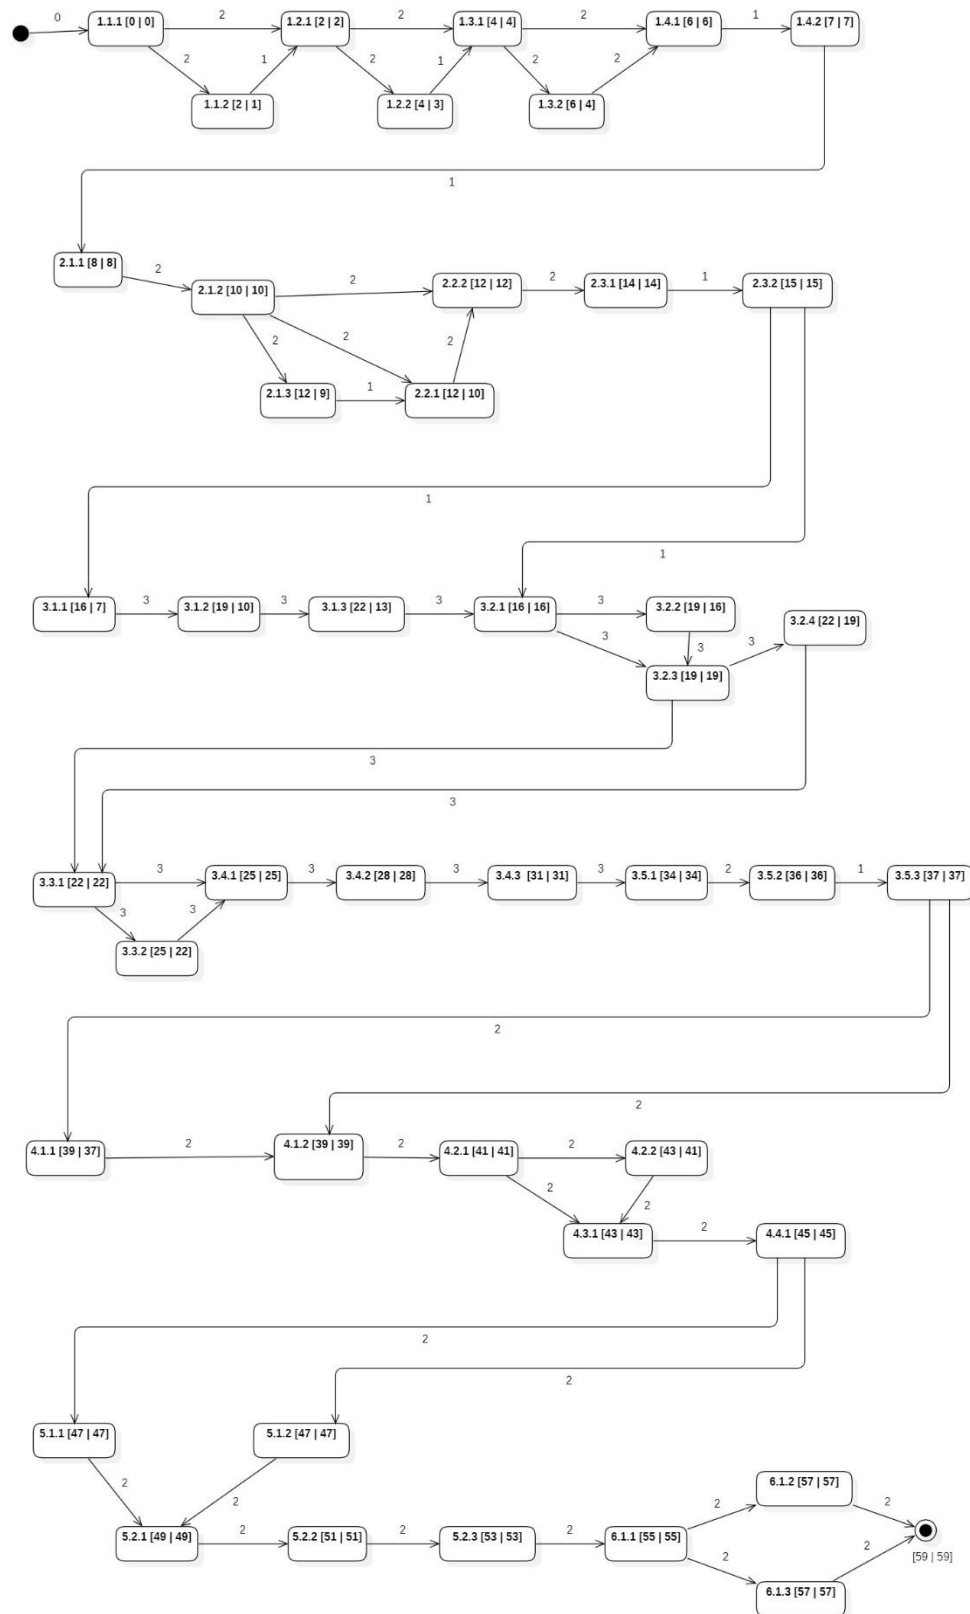 0
1.1.1 [0 | 0]
2
1.2.1 [2 | 2]
2
1.3.1 [4 | 4]
2
1.4.1 [6 | 6]
1
1.4.2 [7 | 7]
2
1
2
1
2
2
1.1.2 [2 | 1]
1.2.2 [4 | 3]
1.3.2 [6 | 4]
1
2.1.1 [8 | 8]
2
2.1.2 [10 | 10]
2
2.2.2 [12 | 12]
2
2.3.1 [14 | 14]
1
2.3.2 [15 | 15]
2
2
2
2.1.3 [12 | 9]
1
2.2.1 [12 | 10]
1
1
3.1.1 [16 | 7]
3
3.1.2 [19 | 10]
3
3.1.3 [22 | 13]
3
3.2.1 [16 | 16]
3
3.2.2 [19 | 16]
3.2.4 [22 | 19]
3
3
3
3.2.3 [19 | 19]
3
3
3.3.1 [22 | 22]
3
3.4.1 [25 | 25]
3
3.4.2 [28 | 28]
3
3.4.3 [31 | 31]
3
3.5.1 [34 | 34]
2
3.5.2 [36 | 36]
1
3.5.3 [37 | 37]
3
3
3.3.2 [25 | 22]
2
2
4.1.1 [39 | 37]
2
4.1.2 [39 | 39]
2
4.2.1 [41 | 41]
2
4.2.2 [43 | 41]
2
2
4.3.1 [43 | 43]
2
4.4.1 [45 | 45]
2
2
5.1.1 [47 | 47]
5.1.2 [47 | 47]
2
2
5.2.1 [49 | 49]
2
5.2.2 [51 | 51]
2
5.2.3 [53 | 53]
2
6.1.1 [55 | 55]
2
6.1.2 [57 | 57]
2
2
2
[59 | 59]
6.1.3 [57 | 57]